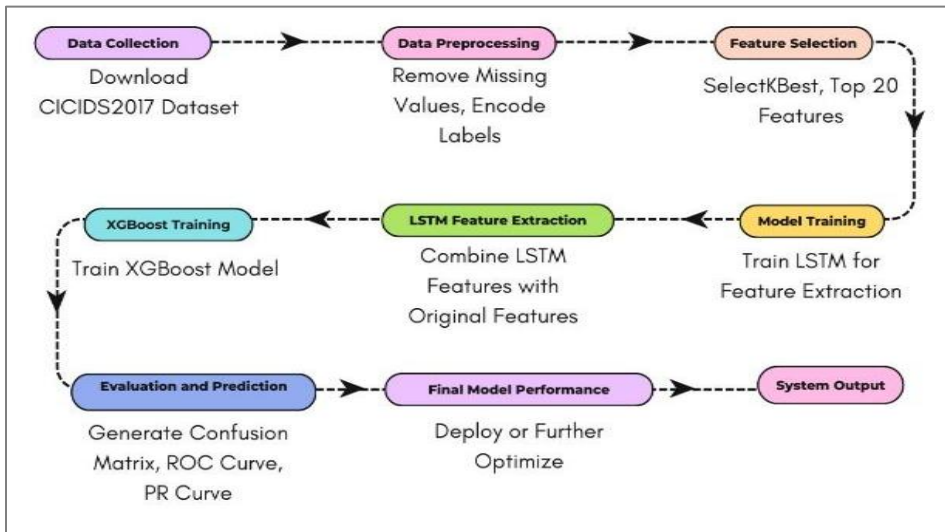 Data Collection
Download
CICIDS2017 Dataset
Data Preprocessing
Remove Missing
Values, Encode
Labels
Feature Selection
SelectKBest, Top 20
Features
Model Training
Train LSTM for
Feature Extraction
LSTM Feature Extraction
Combine LSTM
Features with
Original Features
XGBoost Training
Train XGBoost Model
Evaluation and Prediction
Generate Confusion
Matrix, ROC Curve,
PR Curve
Final Model Performance
Deploy or Further
Optimize
System Output